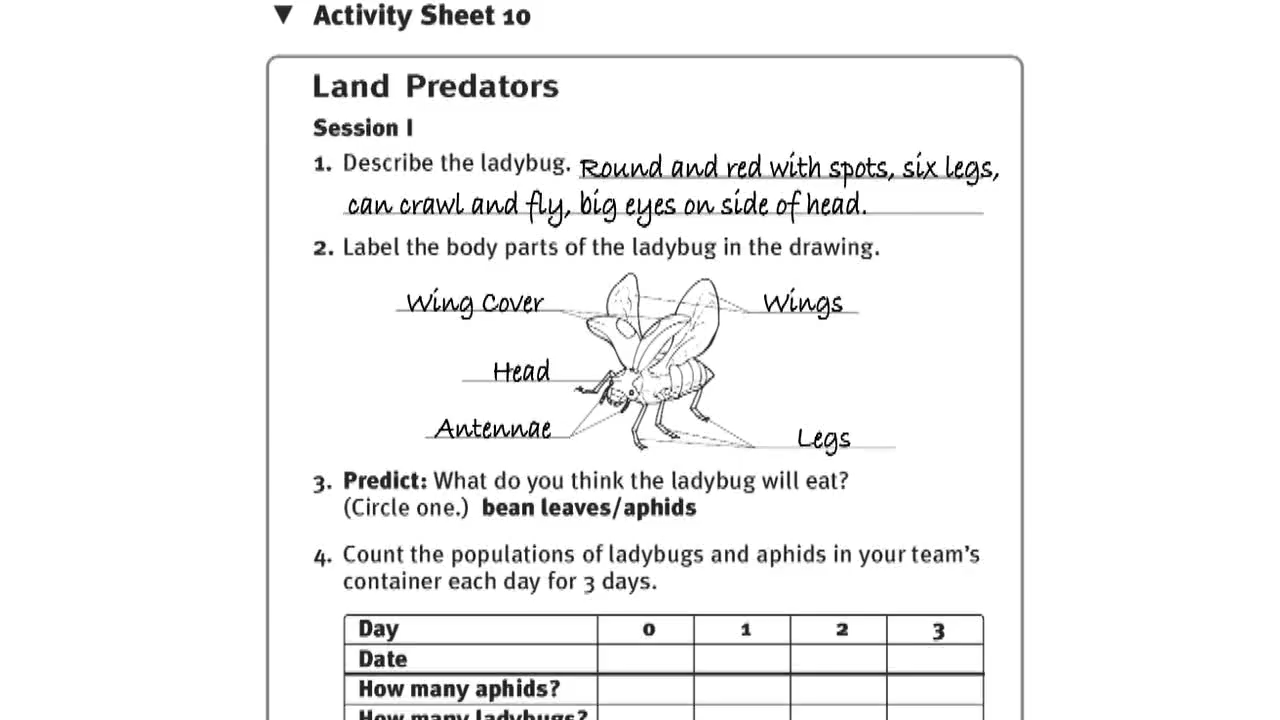 ▼ Activity Sheet 10
Land Predators
Session I
1. Describe the ladybug. Round and red with spots, six legs,
can crawl and fly, big eyes on side of head.
2. Label the body parts of the ladybug in the drawing.
Wing Cover Wings
Head
Antennae Legs
3. Predict: What do you think the ladybug will eat?
(Circle one.) bean leaves/aphids
4. Count the populations of ladybugs and aphids in your team's
container each day for 3 days.
Day 0 1 2 3
Date
How many aphids?
How many ladybugs?